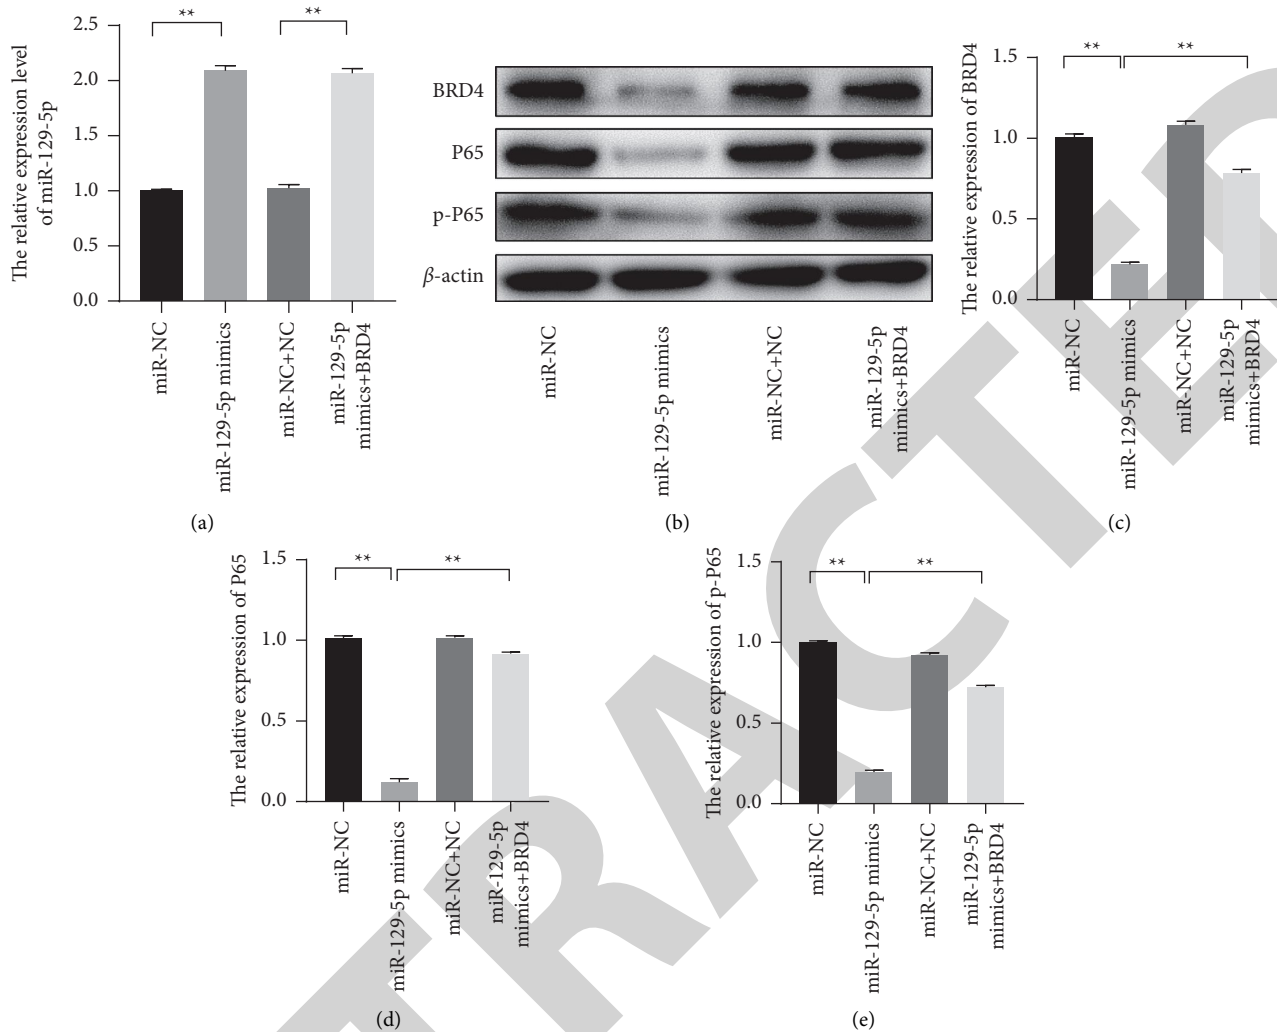 The relative expression level
of miR-129-5p
2.5
2.0
1.5
1.0
0.5
0.0
**
**
miR-NC
miR-129-5p mimics
miR-NC+NC
miR-129-5p
mimics+BRD4
(a)
BRD4
P65
p-P65
β-actin
miR-NC
miR-129-5p mimics
miR-NC+NC
miR-129-5p
mimics+BRD4
(b)
The relative expression of BRD4
1.5
1.0
0.5
0.0
**
**
miR-NC
miR-129-5p mimics
miR-NC+NC
miR-129-5p
mimics+BRD4
(c)
The relative expression of P65
1.5
1.0
0.5
0.0
**
**
miR-NC
miR-129-5p mimics
miR-NC+NC
miR-129-5p
mimics+BRD4
(d)
The relative expression of p-P65
1.5
1.0
0.5
0.0
**
**
miR-NC
miR-129-5p mimics
miR-NC+NC
miR-129-5p
mimics+BRD4
(e)
TRACTE